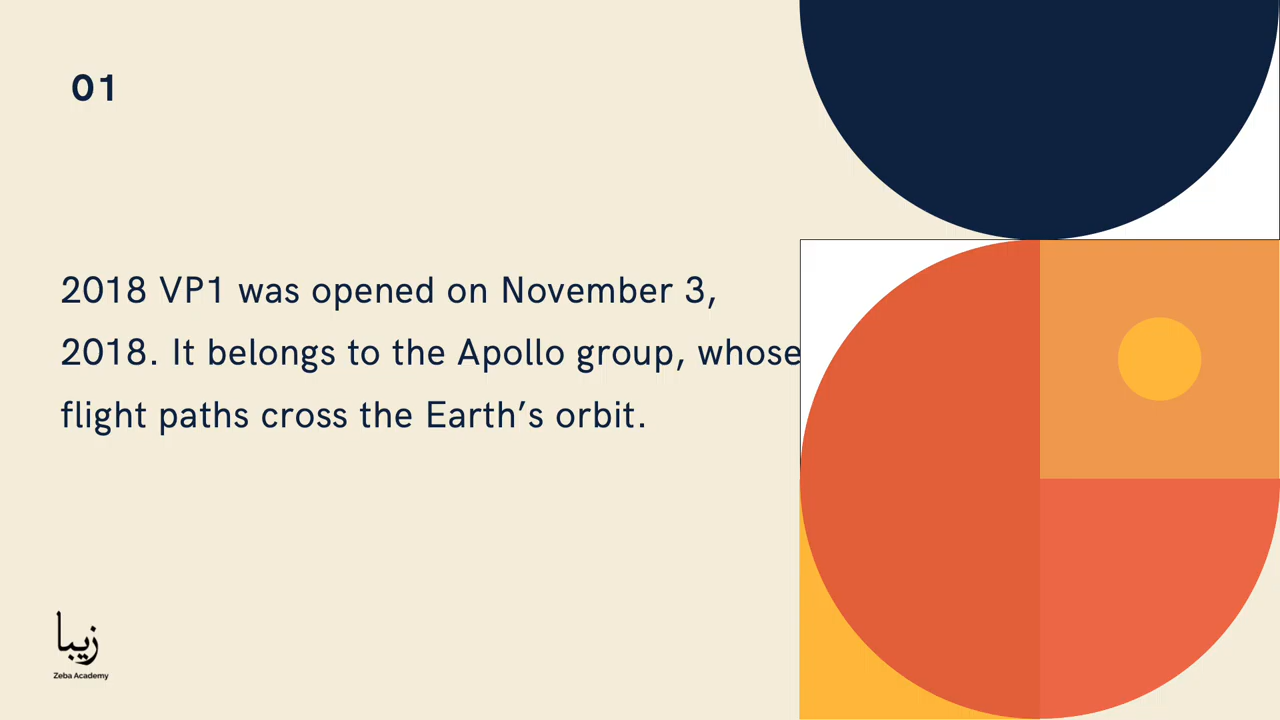 01
2018 VP1 was opened on November 3,
2018. It belongs to the Apollo group, whose
flight paths cross the Earth’s orbit.
زيبا
Zeba Academy